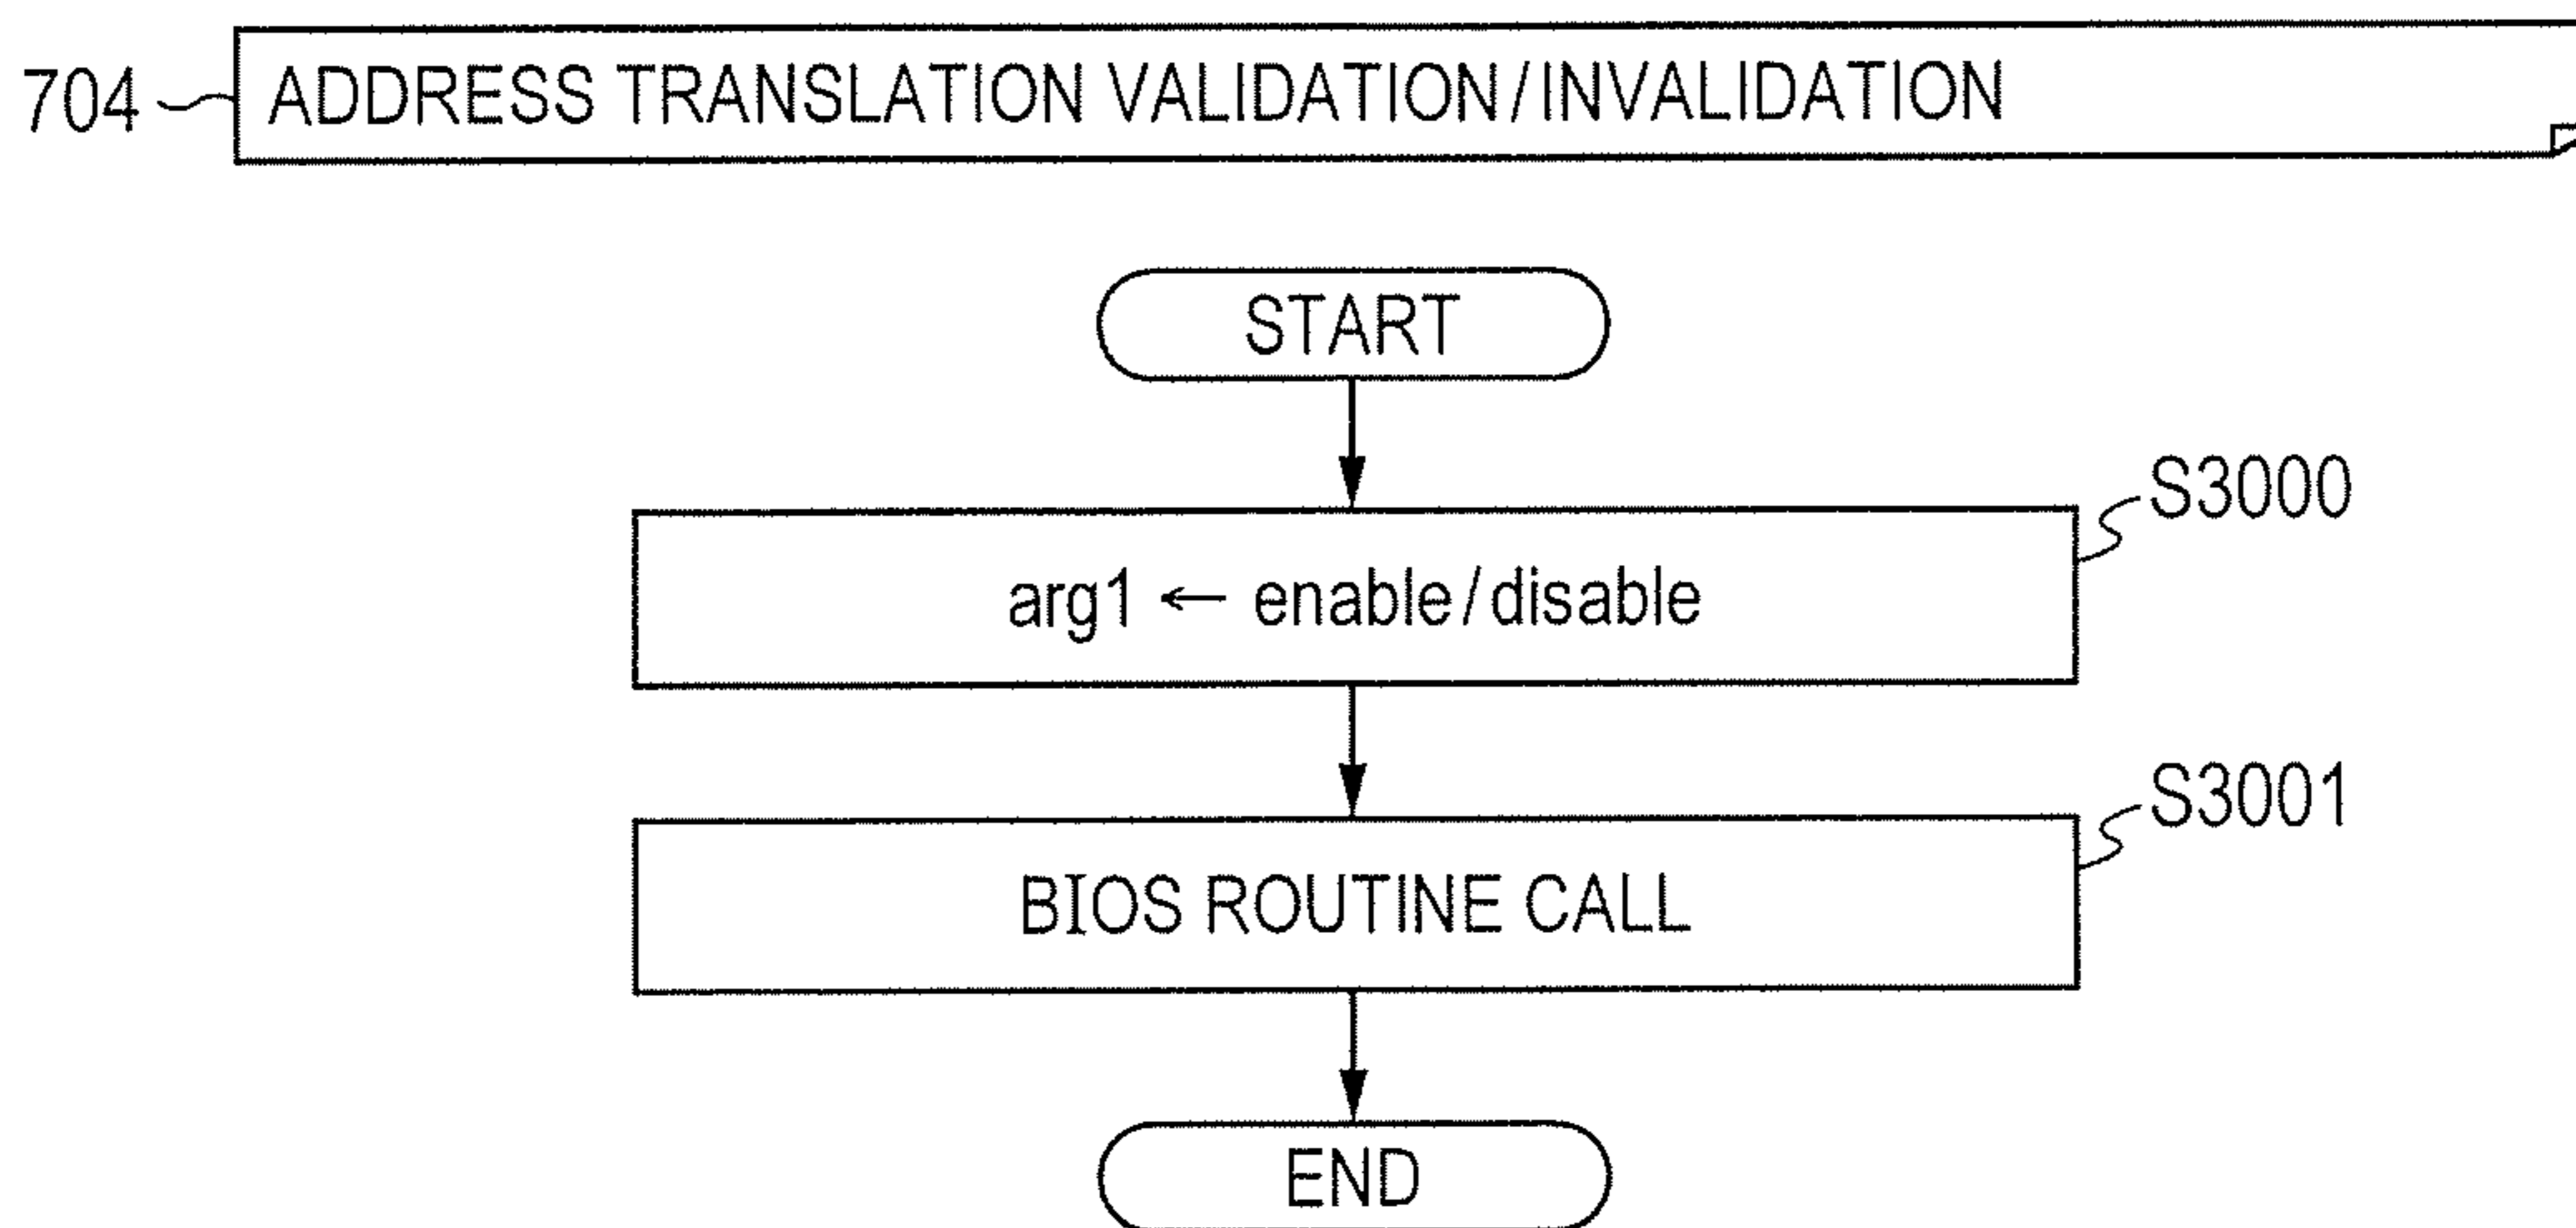 704 ADDRESS TRANSLATION VALIDATION/INVALIDATION
START
S3000
arg1 ← enable/disable
S3001
BIOS ROUTINE CALL
END